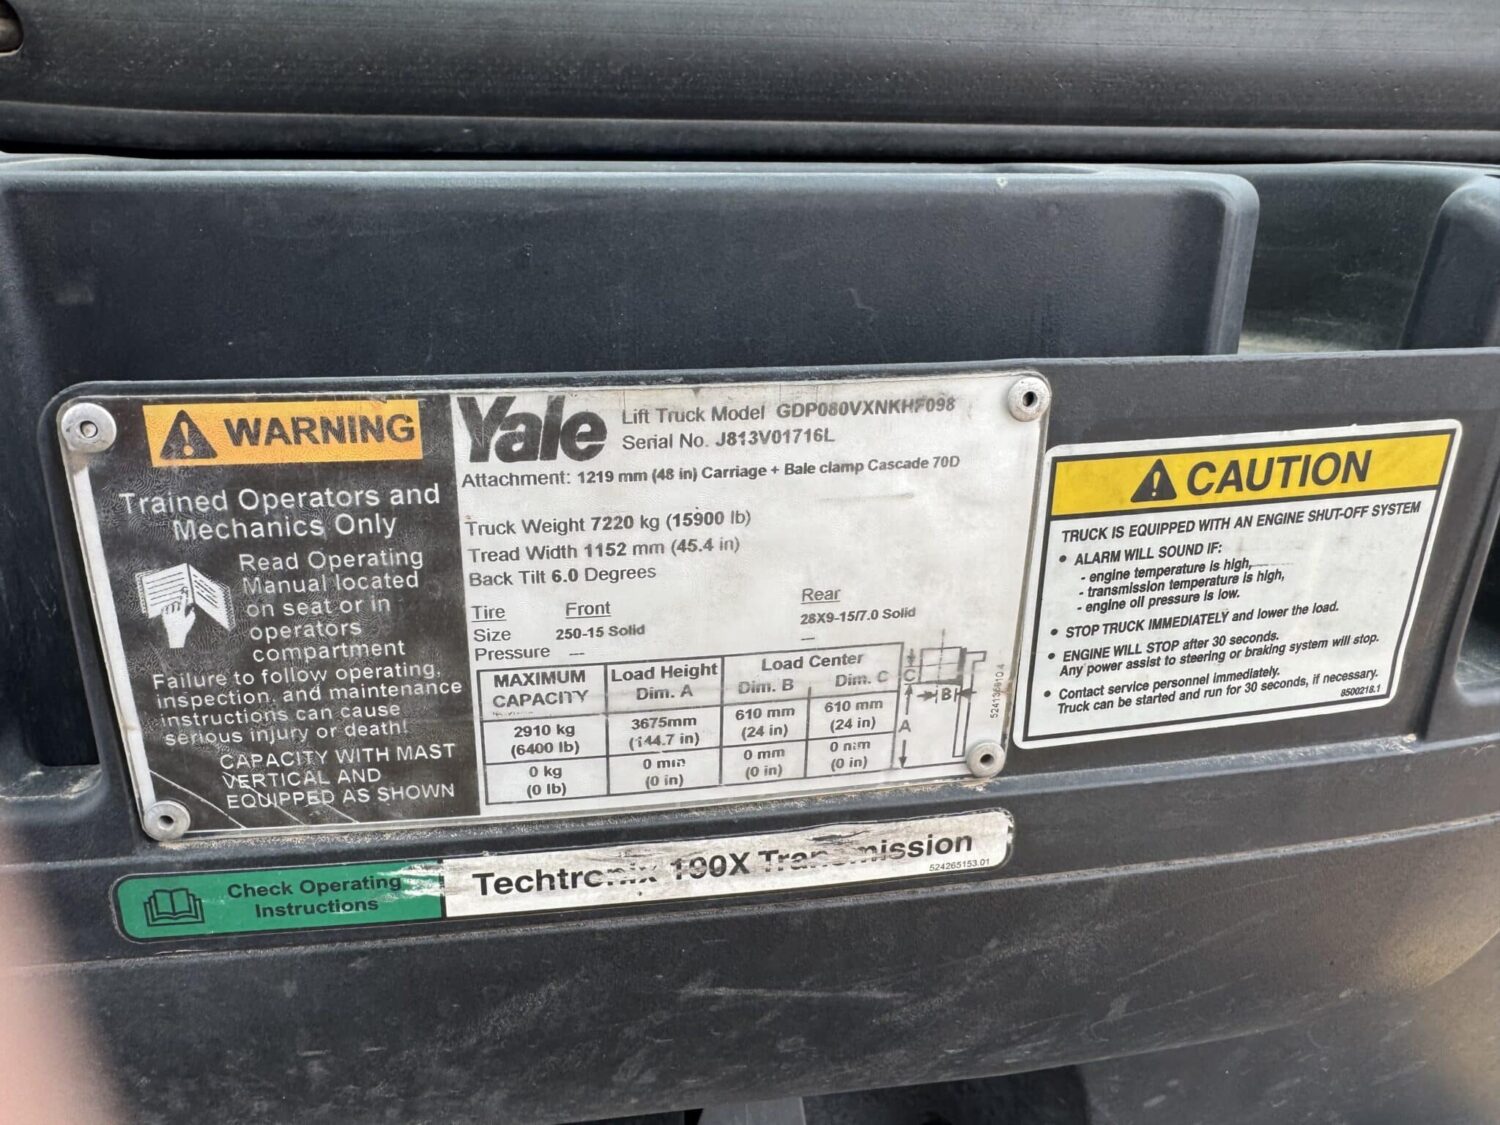 WARNING
Trained Operators and
Mechanics Only
Read Operating
Manual located
on seat or in
operators
compartment
Failure to follow operating,
inspection, and maintenance
instructions can cause
serious injury or death!
CAPACITY WITH MAST
VERTICAL AND
EQUIPPED AS SHOWN
Yale
Lift Truck Model GDP080VXNKHF098
Serial No. J813V01716L
Attachment: 1219 mm (48 in) Carriage + Bale clamp Cascade 70D
Truck Weight 7220 kg (15900 lb)
Tread Width 1152 mm (45.4 in)
Back Tilt 6.0 Degrees
Tire Front Rear
Size 250-15 Solid 28X9-15/7.0 Solid
Pressure --- ---
MAXIMUM CAPACITY Load Height Dim. A Load Center Dim. B Dim. C
2910 kg 3675mm 610 mm 610 mm
(6400 lb) (144.7 in) (24 in) (24 in)
0 kg 0 mm 0 mm 0 mm
(0 lb) (0 in) (0 in) (0 in)
C
B
A
CAUTION
TRUCK IS EQUIPPED WITH AN ENGINE SHUT-OFF SYSTEM
• ALARM WILL SOUND IF:
- engine temperature is high,
- transmission temperature is high,
- engine oil pressure is low.
• STOP TRUCK IMMEDIATELY and lower the load.
• ENGINE WILL STOP after 30 seconds.
Any power assist to steering or braking system will stop.
• Contact service personnel immediately.
Truck can be started and run for 30 seconds, if necessary.
8500218.1
Check Operating
Instructions
Techtronix 100X Transmission
524265153.01